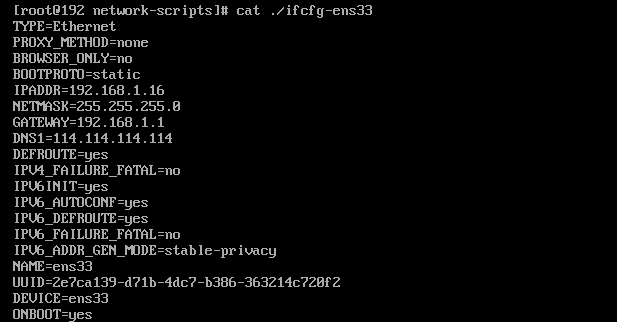 [root@192 network-scripts]# cat ./ifcfg-ens33
TYPE=Ethernet
PROXY_METHOD=none
BROWSER_ONLY=no
BOOTPROTO=static
IPADDR=192.168.1.16
NETMASK=255.255.255.0
GATEWAY=192.168.1.1
DNS1=114.114.114.114
DEFROUTE=yes
IPV4_FAILURE_FATAL=no
IPV6INIT=yes
IPV6_AUTOCONF=yes
IPV6_DEFROUTE=yes
IPV6_FAILURE_FATAL=no
IPV6_ADDR_GEN_MODE=stable-privacy
NAME=ens33
UUID=2e7ca139-d71b-4dc7-b386-363214c720f2
DEVICE=ens33
ONBOOT=yes